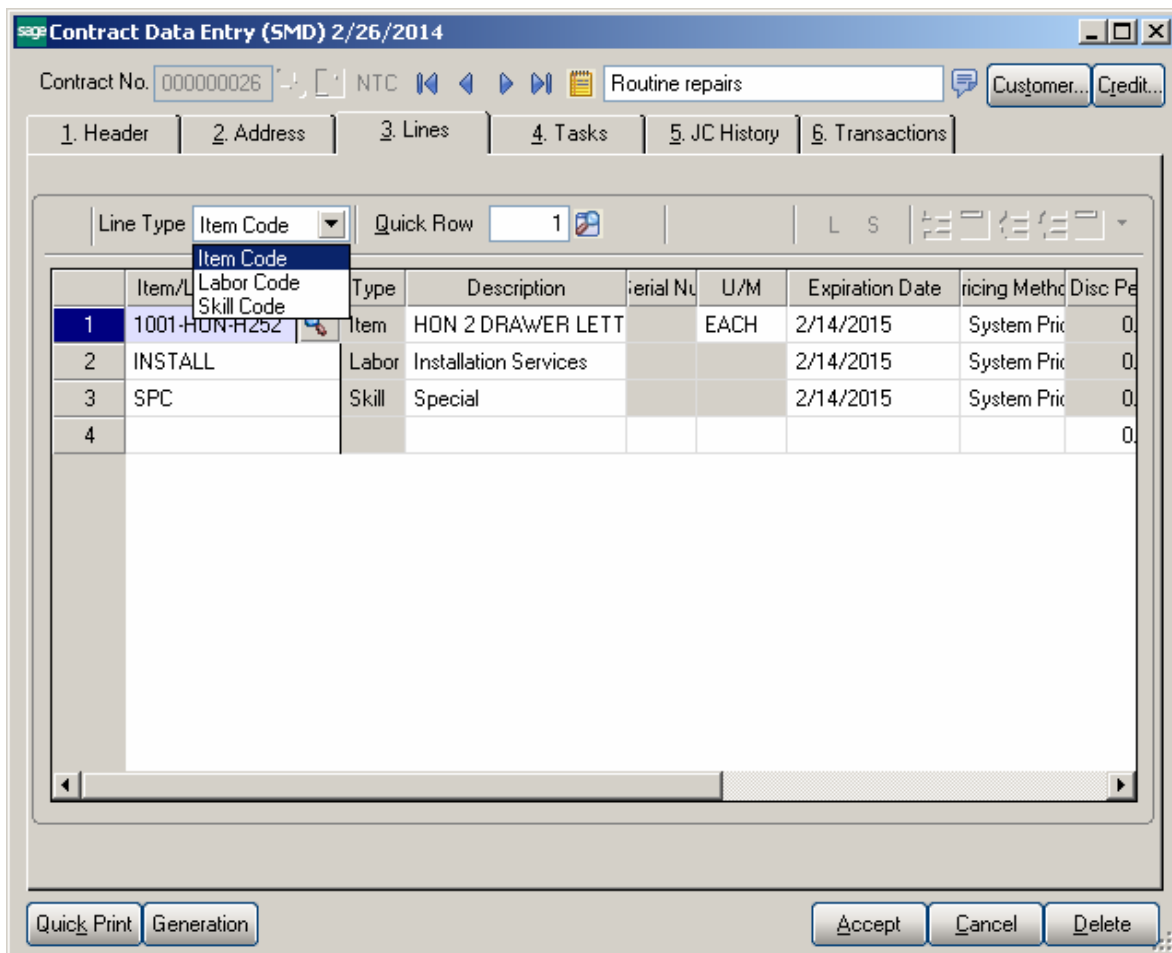 sage Contract Data Entry (SMD) 2/26/2014
Contract No. 000000026 NTC Routine repairs Customer... Credit...
1. Header 2. Address 3. Lines 4. Tasks 5. JC History 6. Transactions
Line Type Item Code Quick Row 1 L S
Item Code
Labor Code
Skill Code
Item/L Type Description erial Nu U/M Expiration Date ricing Metho Disc Pe
1 1001-HON-H252 Item HON 2 DRAWER LETT EACH 2/14/2015 System Pric 0.
2 INSTALL Labor Installation Services 2/14/2015 System Pric 0.
3 SPC Skill Special 2/14/2015 System Pric 0.
4 0.
Quick Print Generation Accept Cancel Delete